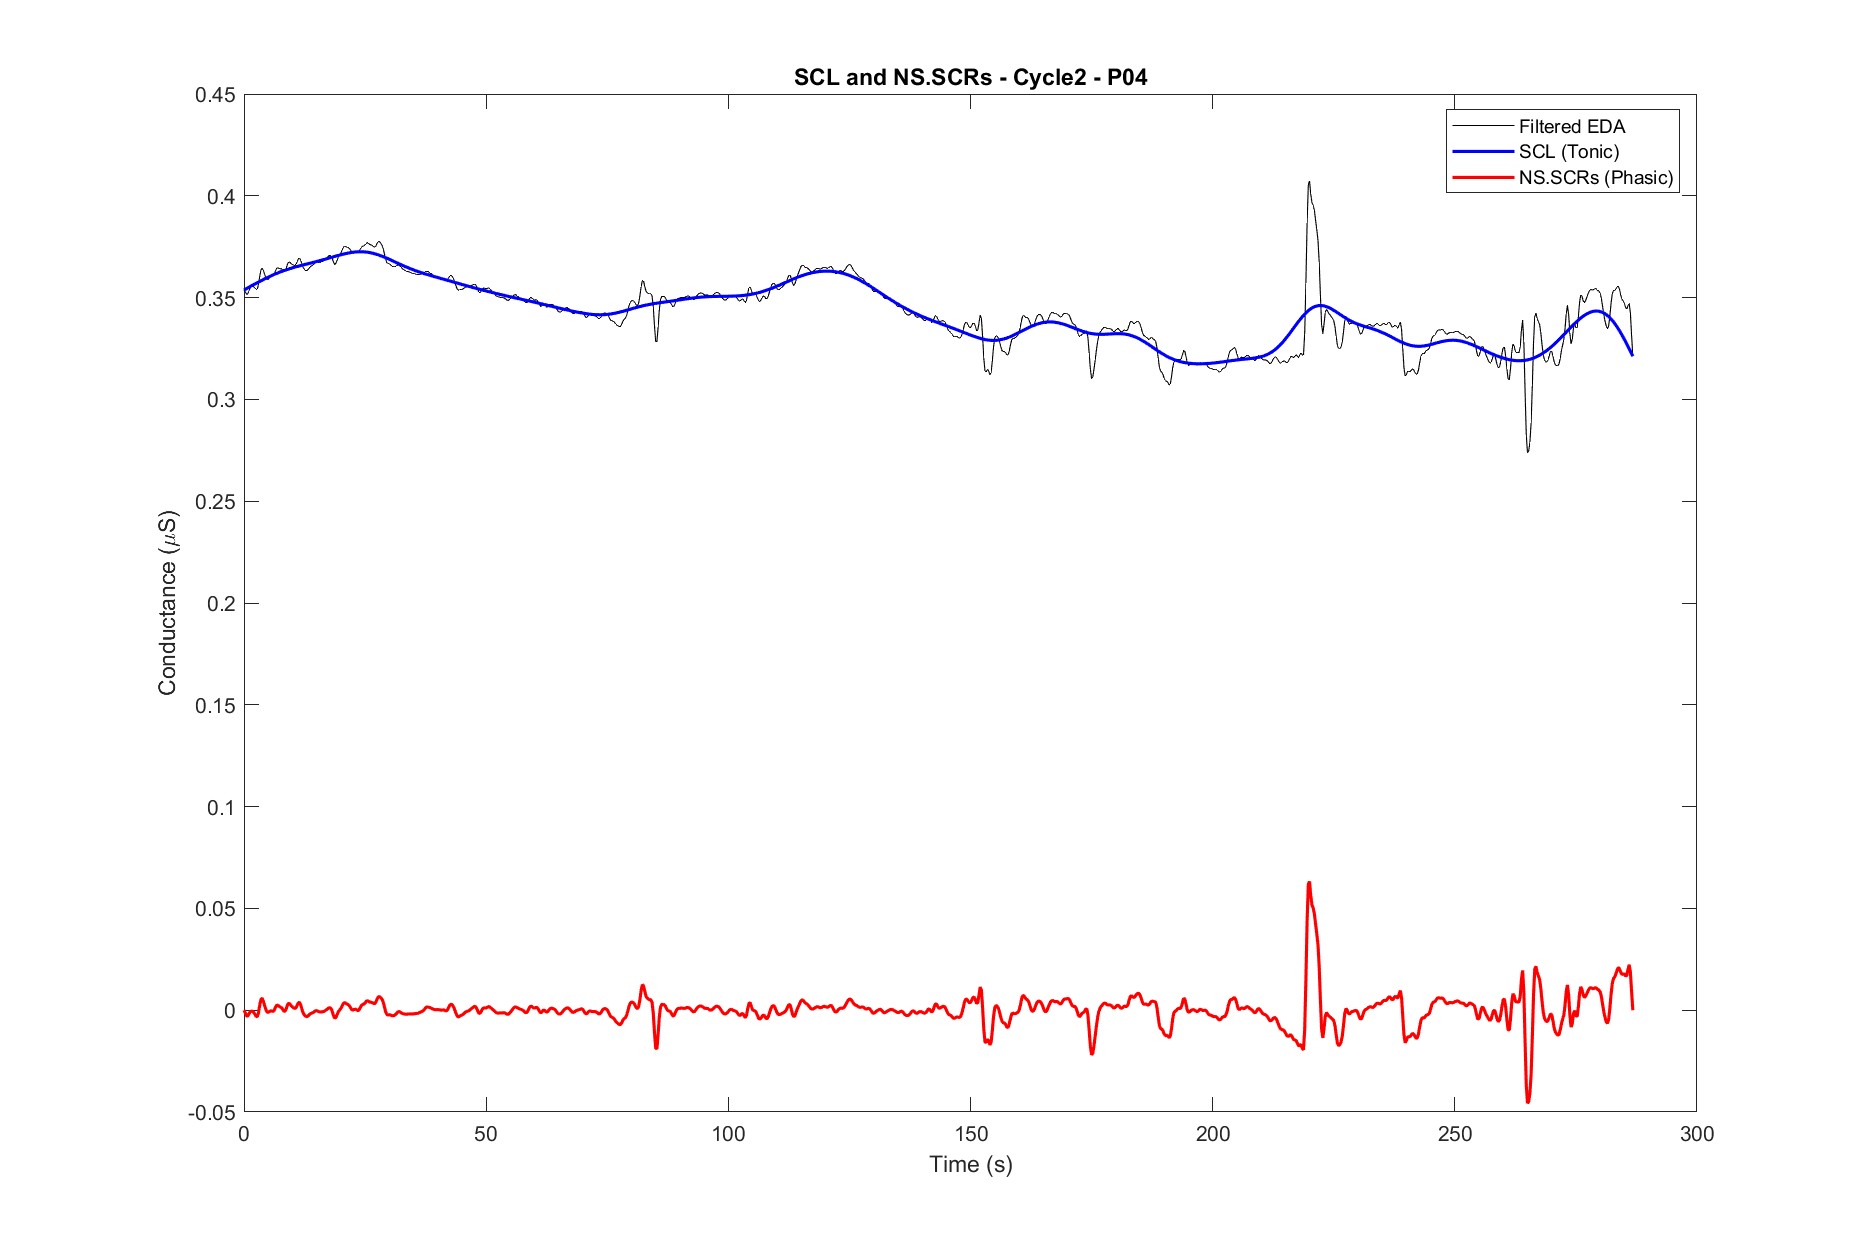 SCL and NS.SCRs - Cycle2 - P04
Filtered EDA
SCL (Tonic)
NS.SCRs (Phasic)
0.45
0.4
0.35
0.3
0.25
0.2
0.15
0.1
0.05
0
-0.05
Conductance (μS)
0 50 100 150 200 250 300
Time (s)